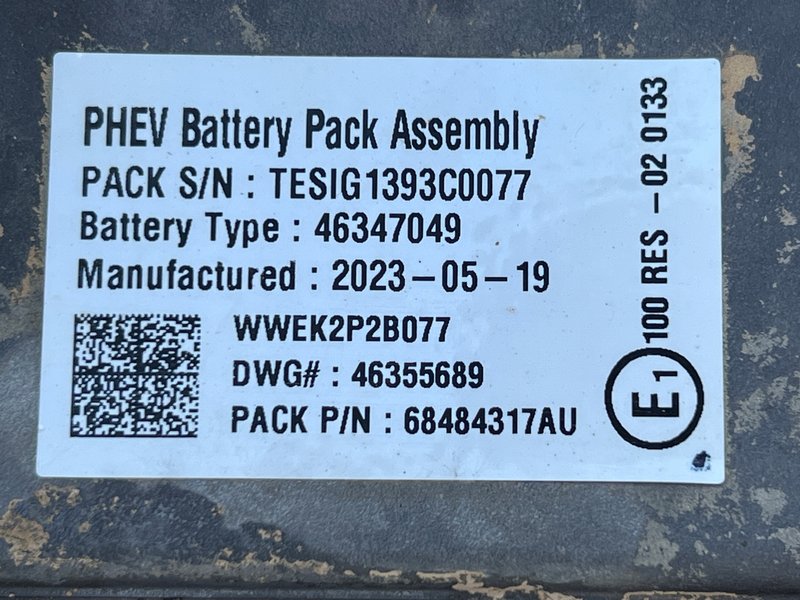 PHEV Battery Pack Assembly
PACK S/N : TESIG1393C0077
Battery Type : 46347049
Manufactured : 2023-05-19
WWEK2P2B077
DWG# : 46355689
PACK P/N : 68484317AU
E1
100 RES - 02 0133